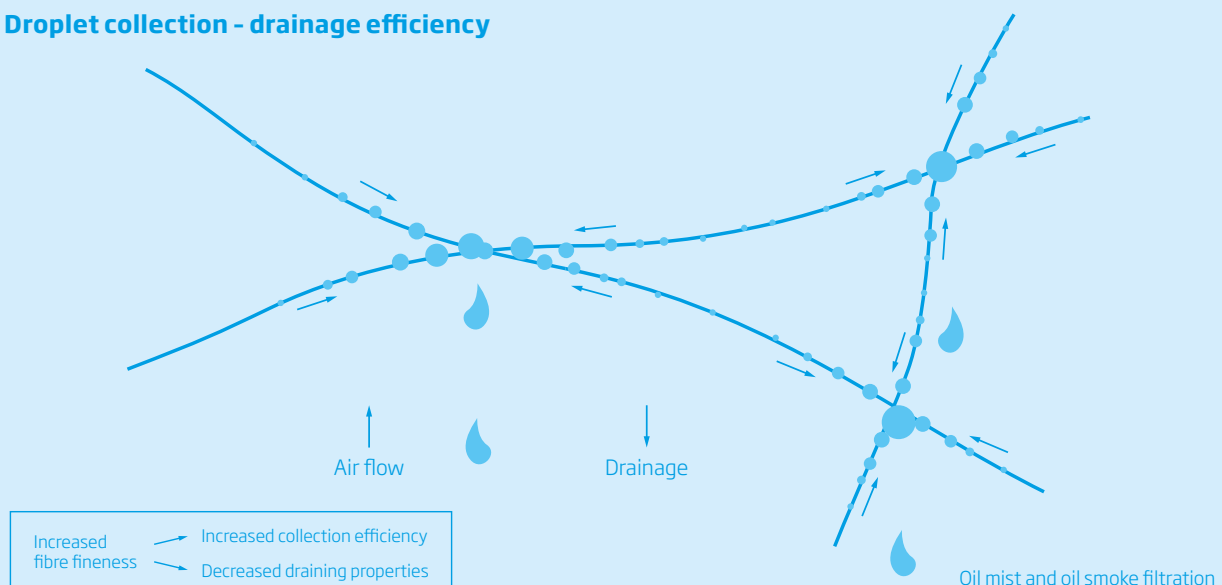 Droplet collection – drainage efficiency
Air flow
Drainage
Increased
fibre fineness
Increased collection efficiency
Decreased draining properties
Oil mist and oil smoke filtration